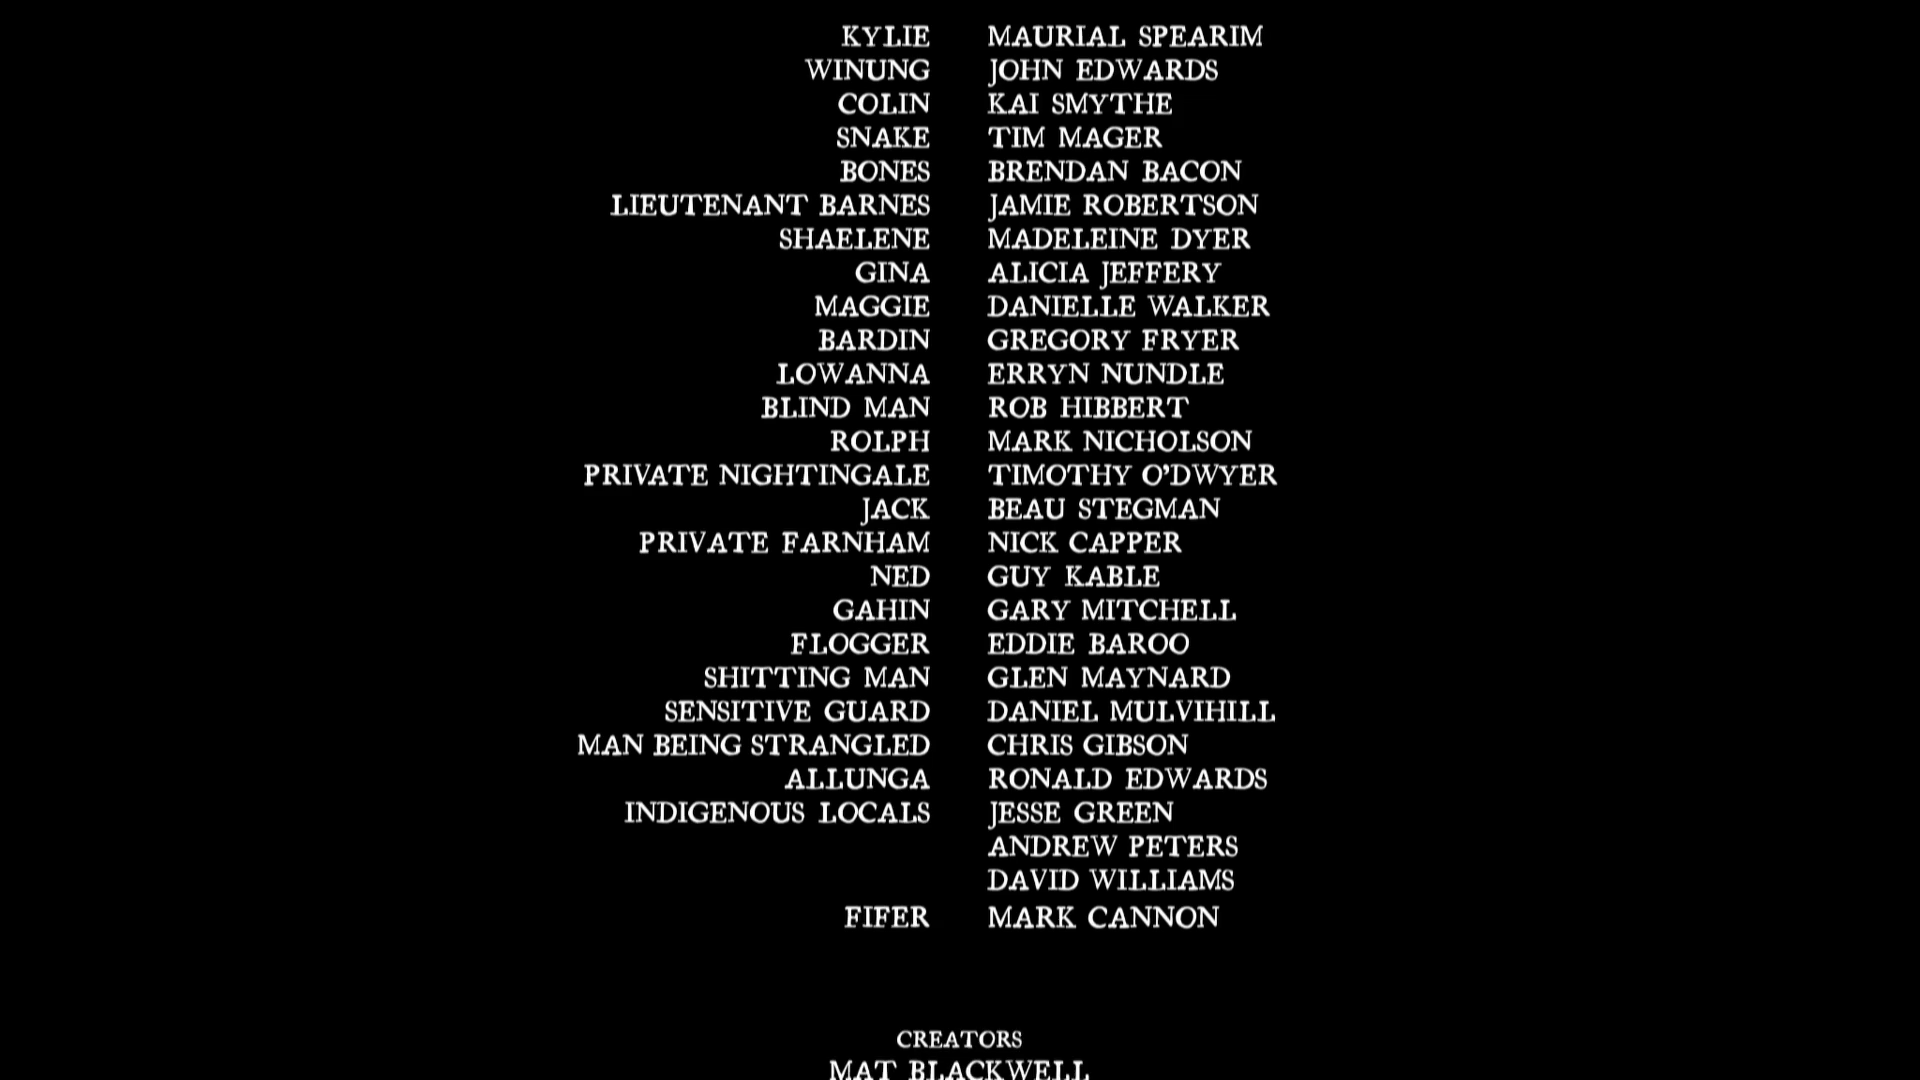 KYLIE MAURIAL SPEARIM
WINUNG JOHN EDWARDS
COLIN KAI SMYTHE
SNAKE TIM MAGER
BONES BRENDAN BACON
LIEUTENANT BARNES JAMIE ROBERTSON
SHAELENE MADELEINE DYER
GINA ALICIA JEFFERY
MAGGIE DANIELLE WALKER
BARDIN GREGORY FRYER
LOWANNA ERRYN NUNDLE
BLIND MAN ROB HIBBERT
ROLPH MARK NICHOLSON
PRIVATE NIGHTINGALE TIMOTHY O'DWYER
JACK BEAU STEGMAN
PRIVATE FARNHAM NICK CAPPER
NED GUY KABLE
GAHIN GARY MITCHELL
FLOGGER EDDIE BAROO
SHITTING MAN GLEN MAYNARD
SENSITIVE GUARD DANIEL MULVIHILL
MAN BEING STRANGLED CHRIS GIBSON
ALLUNGA RONALD EDWARDS
INDIGENOUS LOCALS JESSE GREEN
ANDREW PETERS
DAVID WILLIAMS
FIFER MARK CANNON
CREATORS
MAT BLACKWELL